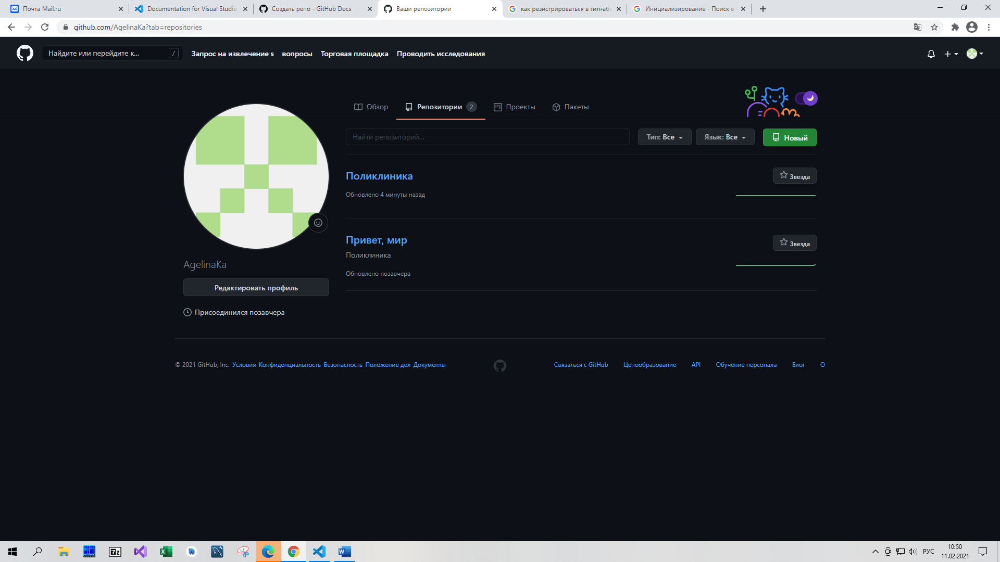 Почта Mail.ru
Documentation for Visual Studio
Создать репо - GitHub Docs
Ваши репозитории
как резистрироваться в гитнабе
Инициализирование - Поиск в
github.com/AgelinaKa?tab=repositories
Найдите или перейдите к...
/
Запрос на извлечение s
вопросы
Торговая площадка
Проводить исследования
Обзор
Репозитории 2
Проекты
Пакеты
Найти репозиторий...
Тип: Все
Язык: Все
Новый
Поликлиника
Звезда
Обновлено 4 минуты назад
Привет, мир
Звезда
Поликлиника
Обновлено позавчера
AgelinaKa
Редактировать профиль
Присоединился позавчера
© 2021 GitHub, Inc. Условия Конфиденциальность Безопасность Положение дел Документы
Связаться с GitHub Ценообразование API Обучение персонала Блог О
7z
AI
РУС
10:50
11.02.2021